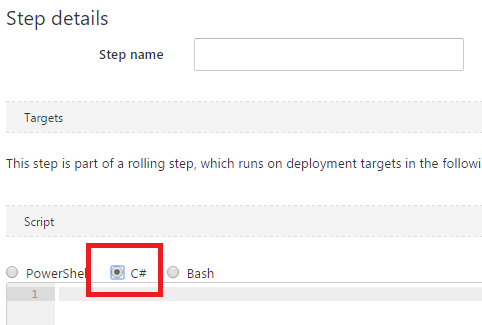 Step details
Step name
Targets
This step is part of a rolling step, which runs on deployment targets in the followi
Script
PowerShel C# Bash
1